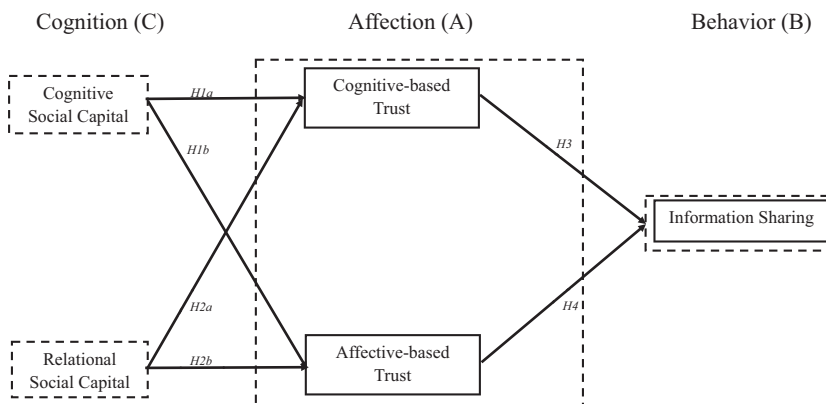 Cognition (C)
Affection (A)
Behavior (B)
Cognitive
Social Capital
H1a
Cognitive-based
Trust
H1b
H3
Information Sharing
H2a
H4
Relational
Social Capital
H2b
Affective-based
Trust